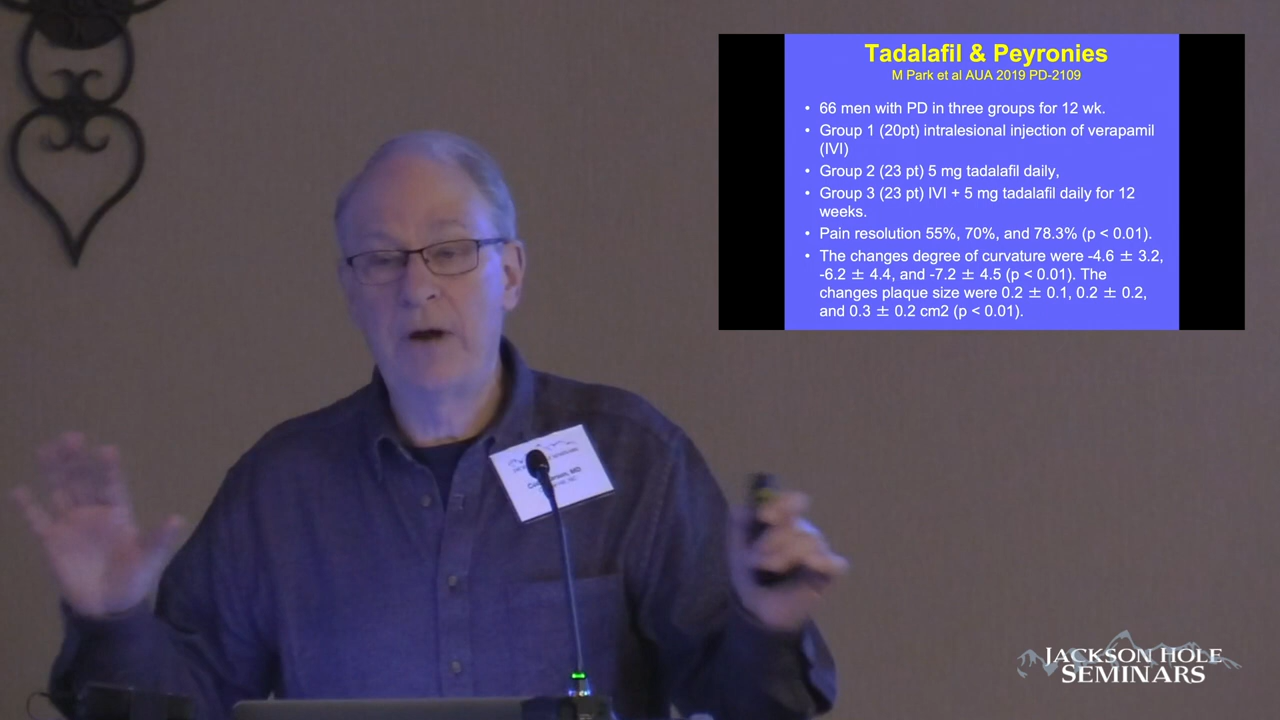 Tadalafil & Peyronies
M Park et al AUA 2019 PD-2109
• 66 men with PD in three groups for 12 wk.
• Group 1 (20pt) intralesional injection of verapamil
(IVI)
• Group 2 (23 pt) 5 mg tadalafil daily,
• Group 3 (23 pt) IVI + 5 mg tadalafil daily for 12
weeks.
• Pain resolution 55%, 70%, and 78.3% (p < 0.01).
• The changes degree of curvature were -4.6 ± 3.2,
-6.2 ± 4.4, and -7.2 ± 4.5 (p < 0.01). The
changes plaque size were 0.2 ± 0.1, 0.2 ± 0.2,
and 0.3 ± 0.2 cm2 (p < 0.01).
MD
JACKSON HOLE
SEMINARS